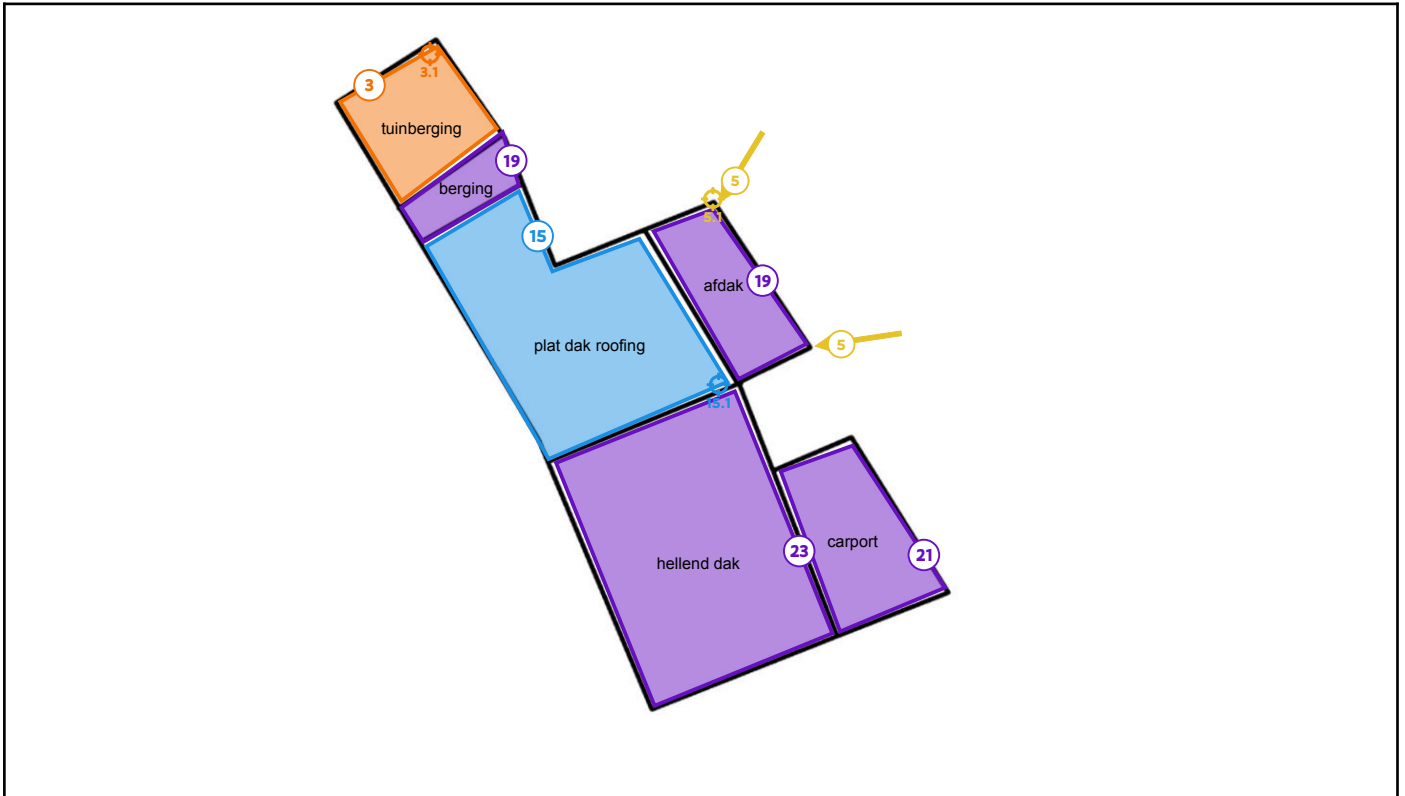 3
3.1
tuinberging
19
berging
5
5.1
15
afdak
19
plat dak roofing
5
15.1
hellend dak
23
carport
21